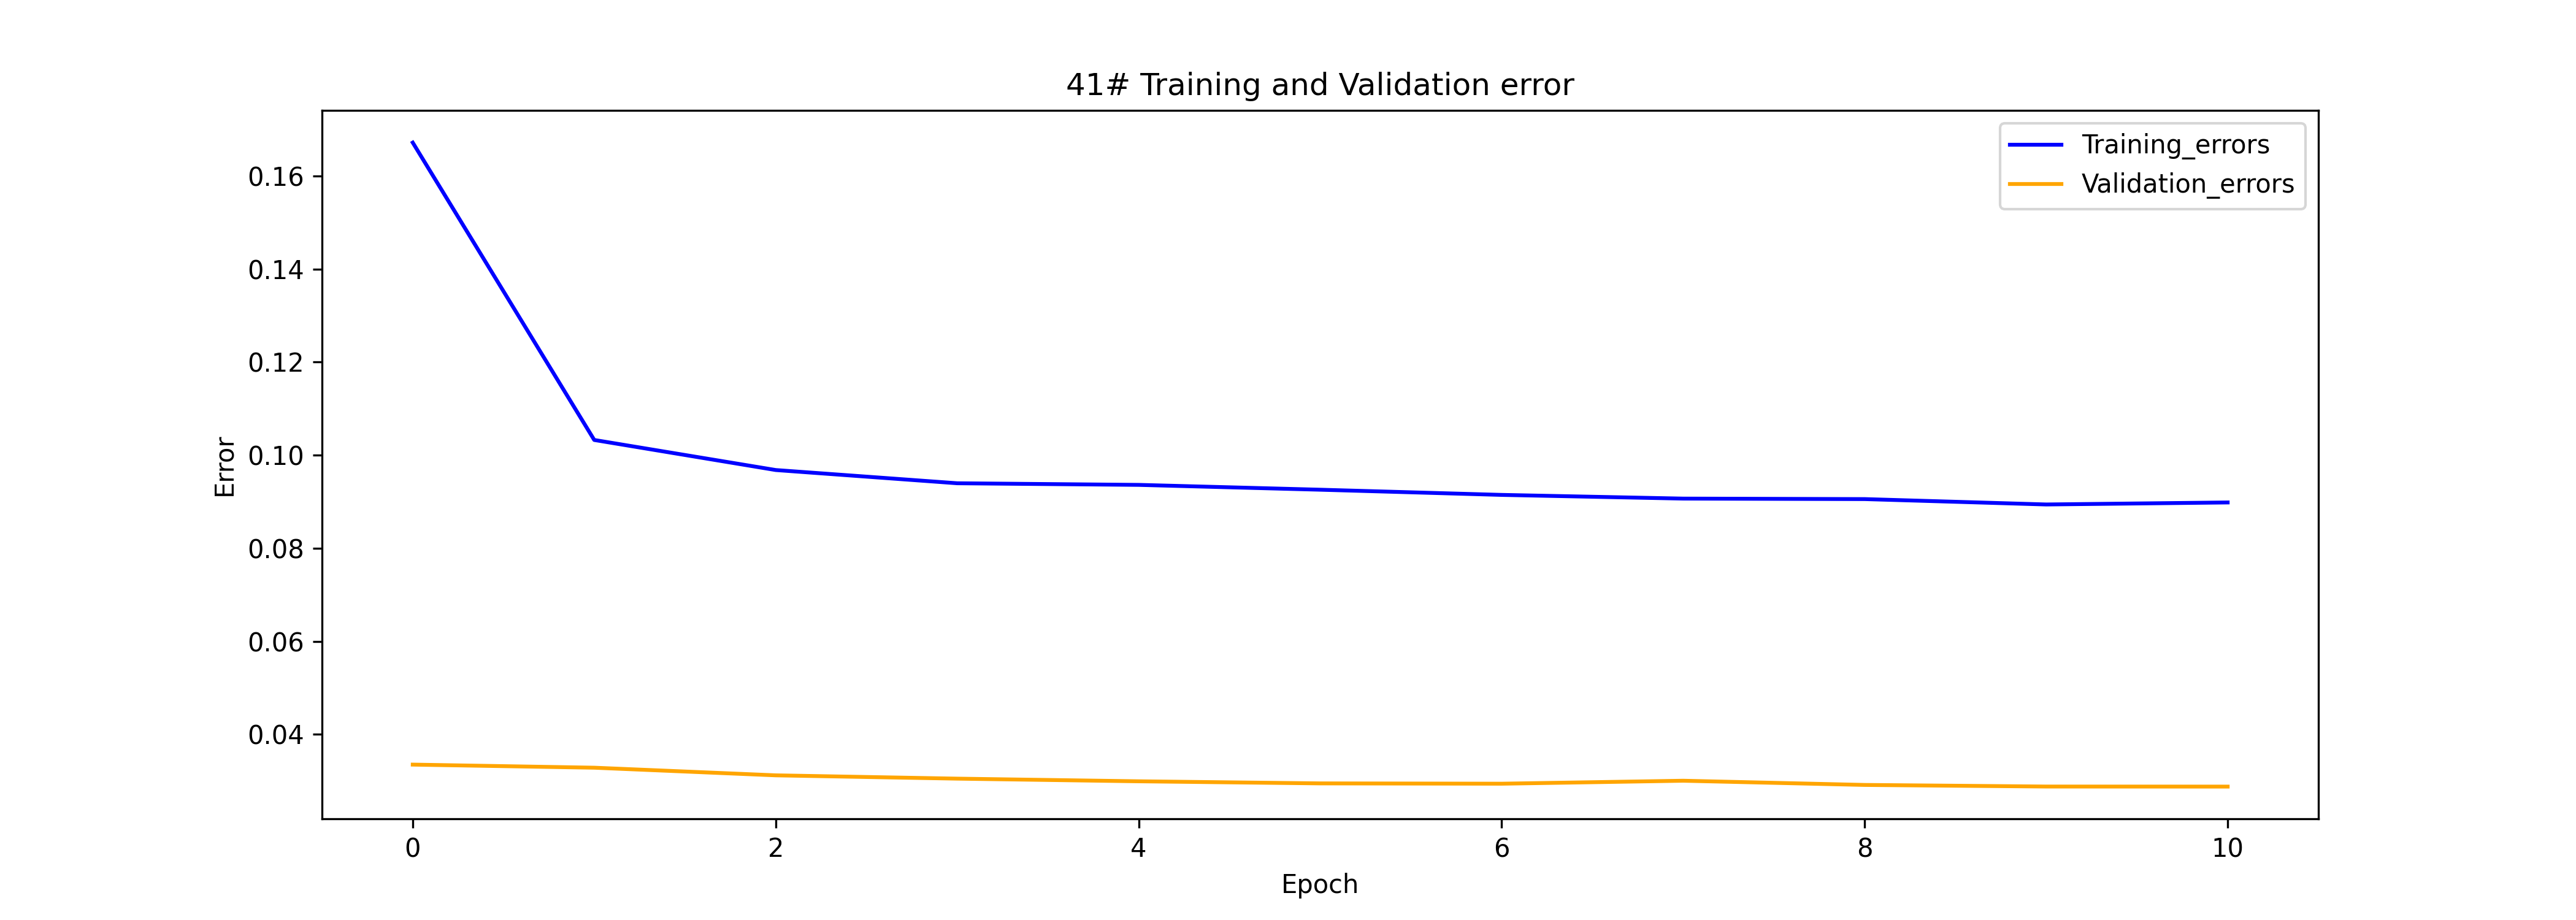 41# Training and Validation error
Training_errors
Validation_errors
0.16
0.14
0.12
0.10
0.08
0.06
0.04
Error
0 2 4 6 8 10
Epoch